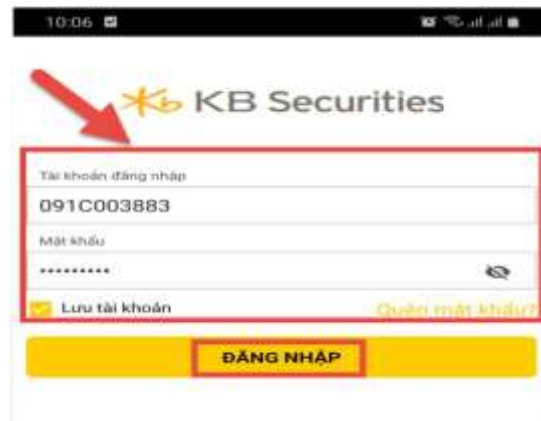 10:06
KB Securities
Tài khoản đăng nhập
091C003883
Mật khẩu
•••••••••
Lưu tài khoản
Quên mật khẩu?
ĐĂNG NHẬP